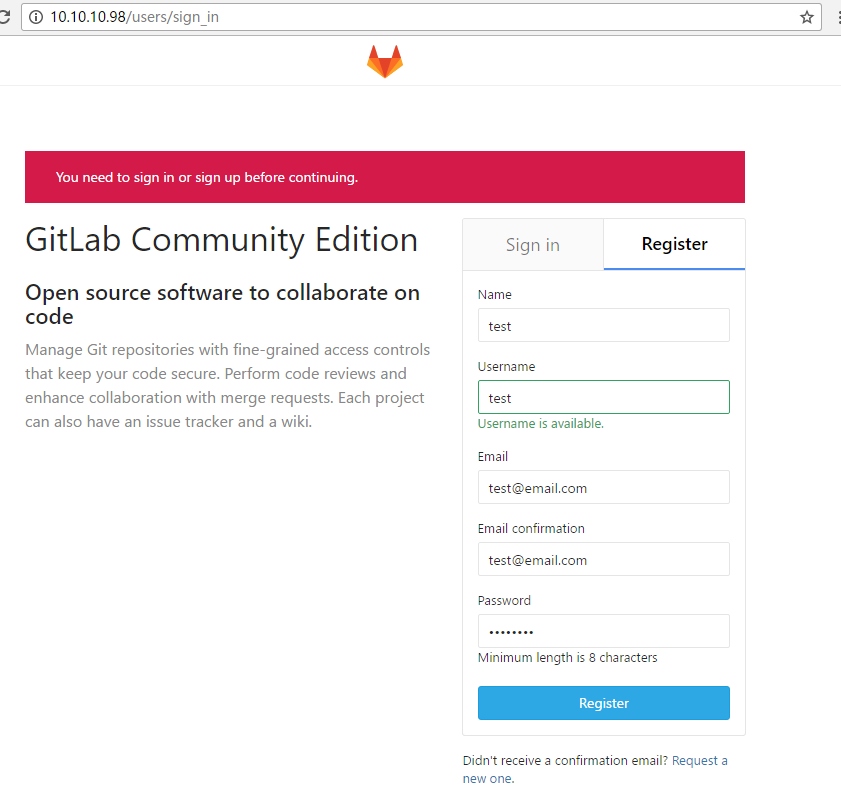 10.10.10.98/users/sign_in
You need to sign in or sign up before continuing.
GitLab Community Edition
Open source software to collaborate on
code
Manage Git repositories with fine-grained access controls
that keep your code secure. Perform code reviews and
enhance collaboration with merge requests. Each project
can also have an issue tracker and a wiki.
Sign in
Register
Name
test
Username
test
Username is available.
Email
test@email.com
Email confirmation
test@email.com
Password
••••••••
Minimum length is 8 characters
Register
Didn't receive a confirmation email? Request a
new one.